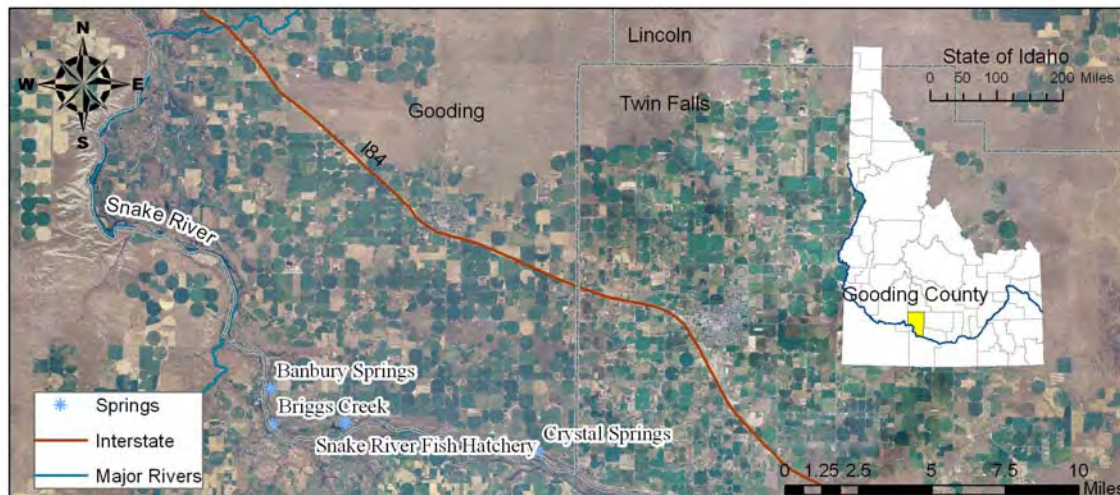 N
W
E
S
Lincoln
Gooding
Twin Falls
I84
Snake River
State of Idaho
0 50 100 200
Miles
Gooding County
Banbury Springs
Briggs Creek
Snake River Fish Hatchery
Crystal Springs
Springs
Interstate
Major Rivers
0 1.25 2.5 5 10
Miles